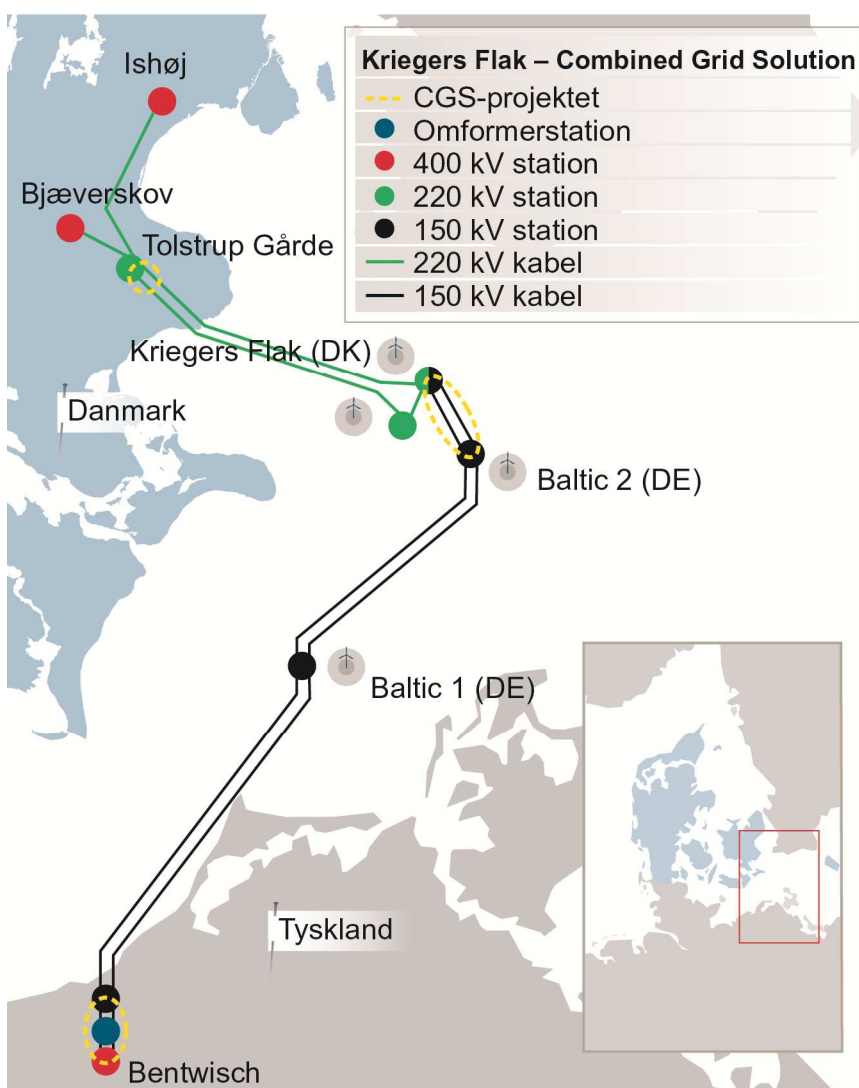 Ishøj
Bjæverskov
Tolstrup Gårde
Kriegers Flak – Combined Grid Solution
CGS-projektet
Omformerstation
400 kV station
220 kV station
150 kV station
220 kV kabel
150 kV kabel
Kriegers Flak (DK)
Danmark
Baltic 2 (DE)
Baltic 1 (DE)
Tyskland
Bentwisch